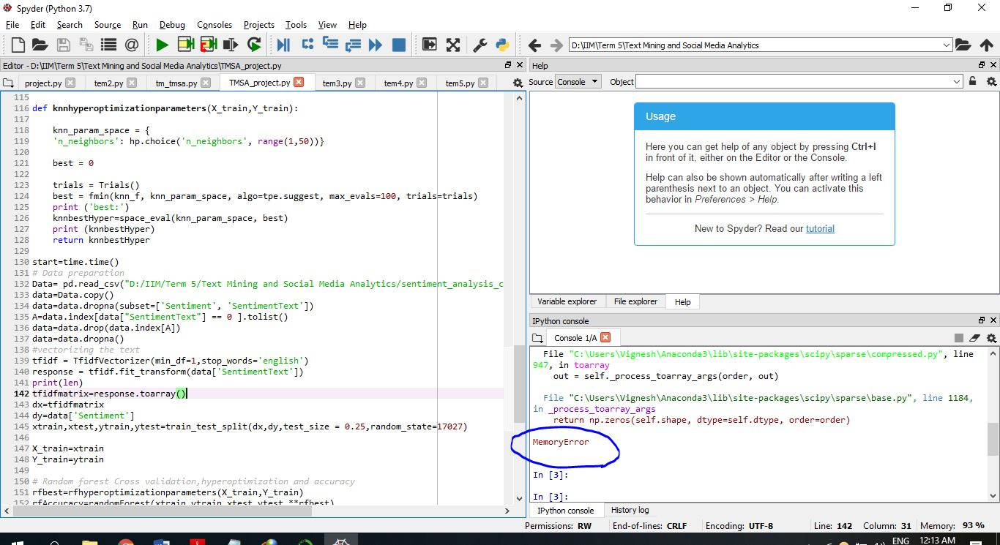 Spyder (Python 3.7)
File Edit Search Source Run Debug Consoles Projects Tools View Help
D:\IIM\Term 5\Text Mining and Social Media Analytics
Editor - D:\IIM\Term 5\Text Mining and Social Media Analytics\TMSA_project.py
project.py tem2.py tm_tmsa.py TMSA_project.py tem3.py tem4.py tem5.py
115
116 def knnhyperoptimizationparameters(X_train,Y_train):
117
118 knn_param_space = {
119 'n_neighbors': hp.choice('n_neighbors', range(1,50))}
120
121 best = 0
122
123 trials = Trials()
124 best = fmin(knn_f, knn_param_space, algo=tpe.suggest, max_evals=100, trials=trials)
125 print ('best:')
126 knnbestHyper=space_eval(knn_param_space, best)
127 print (knnbestHyper)
128 return knnbestHyper
129
130 start=time.time()
131 # Data preparation
132 Data= pd.read_csv("D:/IIM/Term 5/Text Mining and Social Media Analytics/sentiment_analysis_c
133 data=Data.copy()
134 data=data.dropna(subset=['Sentiment', 'SentimentText'])
135 A=data.index[data["SentimentText"] == 0 ].tolist()
136 data=data.drop(data.index[A])
137 data=data.dropna()
138 #vectorizing the text
139 tfidf = TfidfVectorizer(min_df=1,stop_words='english')
140 response = tfidf.fit_transform(data['SentimentText'])
141 print(len)
142 tfidfmatrix=response.toarray()
143 dx=tfidfmatrix
144 dy=data['Sentiment']
145 xtrain,xtest,ytrain,ytest=train_test_split(dx,dy,test_size = 0.25,random_state=17027)
146
147 X_train=xtrain
148 Y_train=ytrain
149
150 # Random forest Cross validation,hyperoptimization and accuracy
151 rfbest=rfhyperoptimizationparameters(X_train,Y_train)
152 rfAccuracy=randomForest(xtrain,ytrain,xtest,ytest,**rfbest)
Help
Source Console Object
Usage
Here you can get help of any object by pressing Ctrl+I
in front of it, either on the Editor or the Console.
Help can also be shown automatically after writing a left
parenthesis next to an object. You can activate this
behavior in Preferences > Help.
New to Spyder? Read our tutorial
Variable explorer File explorer Help
IPython console
Console 1/A
File "C:\Users\Vignesh\Anaconda3\lib\site-packages\scipy\sparse\compressed.py", line
947, in toarray
out = self._process_toarray_args(order, out)
File "C:\Users\Vignesh\Anaconda3\lib\site-packages\scipy\sparse\base.py", line 1184,
in _process_toarray_args
return np.zeros(self.shape, dtype=self.dtype, order=order)
MemoryError
In [3]:
In [3]:
IPython console History log
Permissions: RW End-of-lines: CRLF Encoding: UTF-8 Line: 142 Column: 31 Memory: 93 %
ENG 12:13 AM